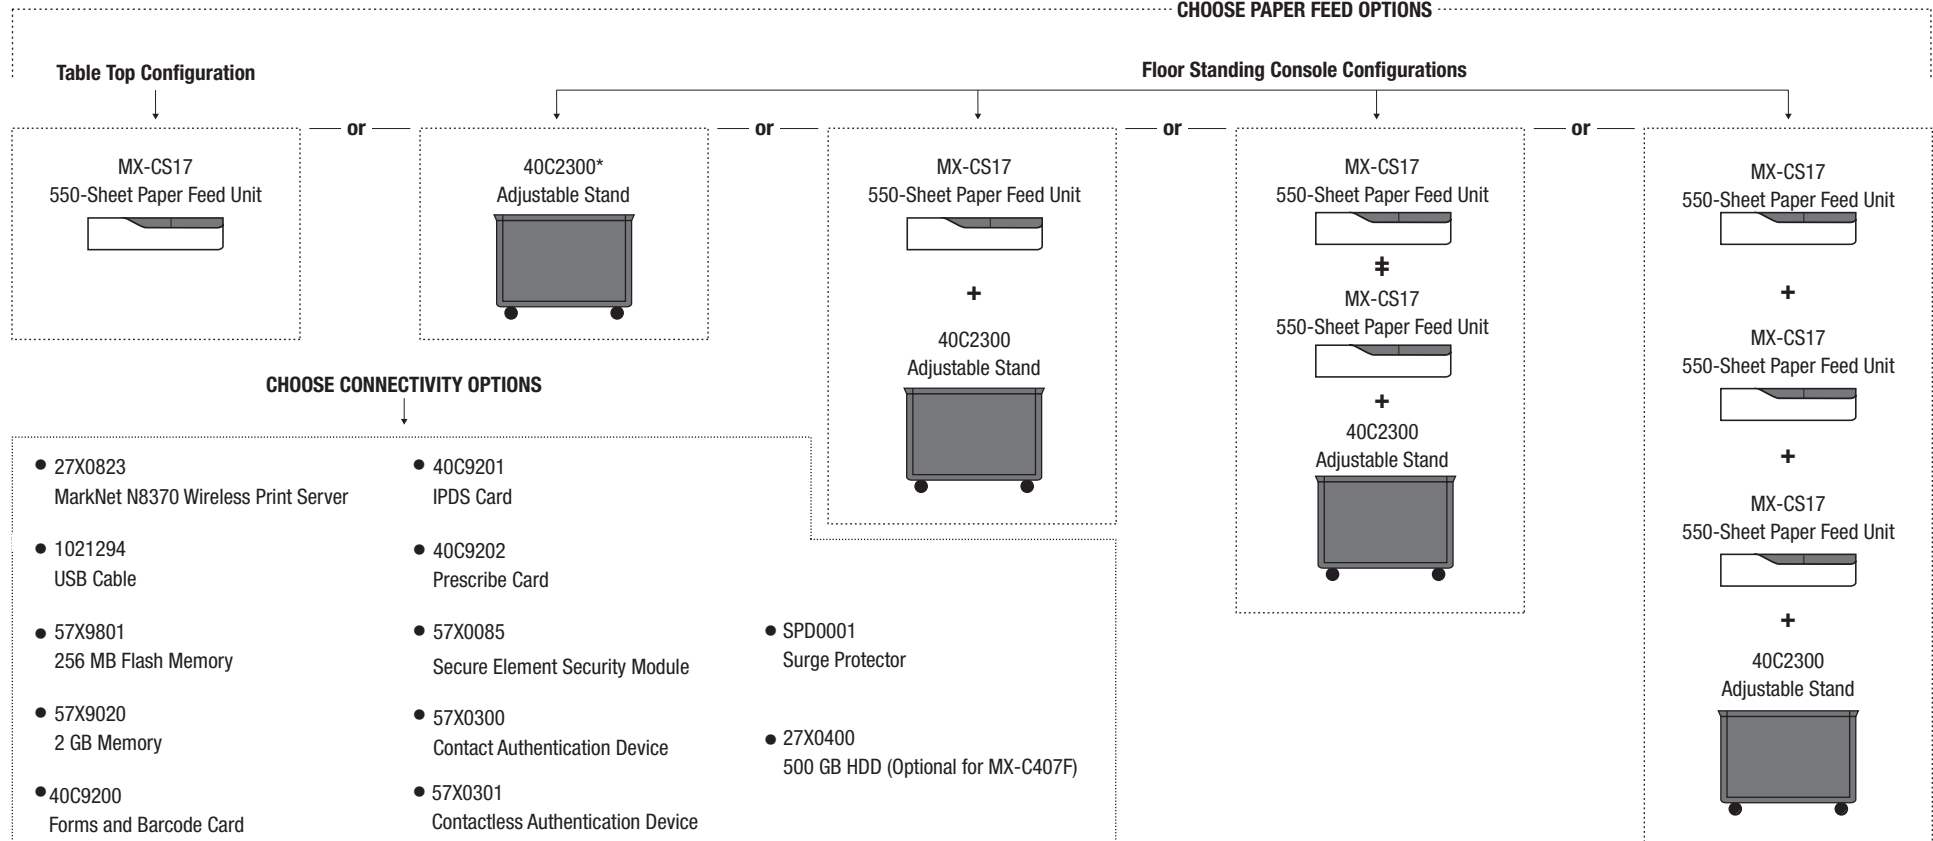 CHOOSE PAPER FEED OPTIONS
Table Top Configuration
Floor Standing Console Configurations
MX-CS17
550-Sheet Paper Feed Unit
or
40C2300*
Adjustable Stand
or
MX-CS17
550-Sheet Paper Feed Unit
+
40C2300
Adjustable Stand
or
MX-CS17
550-Sheet Paper Feed Unit
+
MX-CS17
550-Sheet Paper Feed Unit
+
40C2300
Adjustable Stand
or
MX-CS17
550-Sheet Paper Feed Unit
+
MX-CS17
550-Sheet Paper Feed Unit
+
MX-CS17
550-Sheet Paper Feed Unit
+
40C2300
Adjustable Stand
CHOOSE CONNECTIVITY OPTIONS
● 27X0823
MarkNet N8370 Wireless Print Server
● 1021294
USB Cable
● 57X9801
256 MB Flash Memory
● 57X9020
2 GB Memory
● 40C9200
Forms and Barcode Card
● 40C9201
IPDS Card
● 40C9202
Prescribe Card
● 57X0085
Secure Element Security Module
● 57X0300
Contact Authentication Device
● 57X0301
Contactless Authentication Device
● SPD0001
Surge Protector
● 27X0400
500 GB HDD (Optional for MX-C407F)